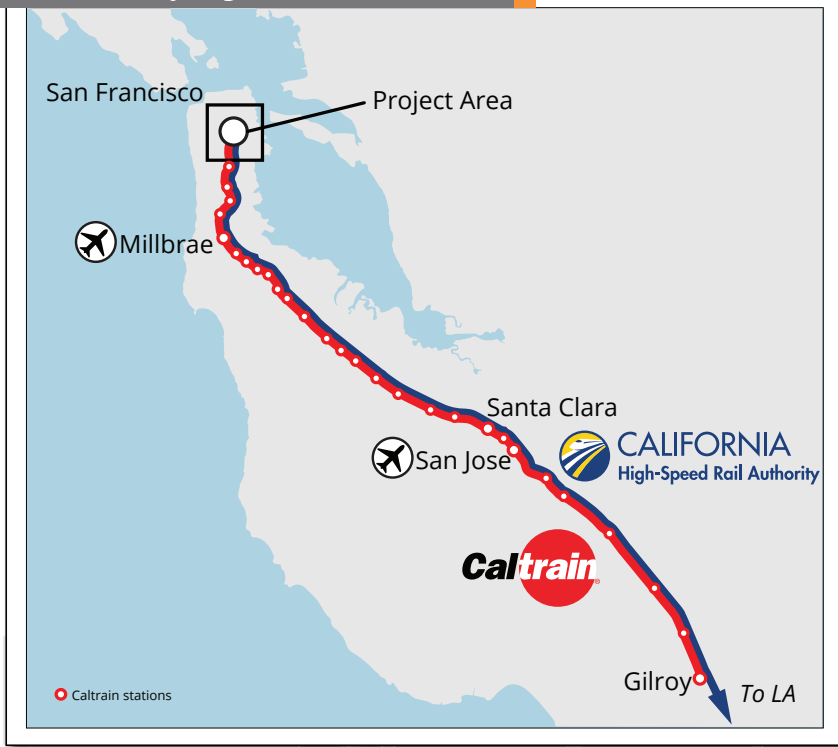 San Francisco
Project Area
Millbrae
Santa Clara
CALIFORNIA
High-Speed Rail Authority
San Jose
Caltrain®
Gilroy
To LA
Caltrain stations